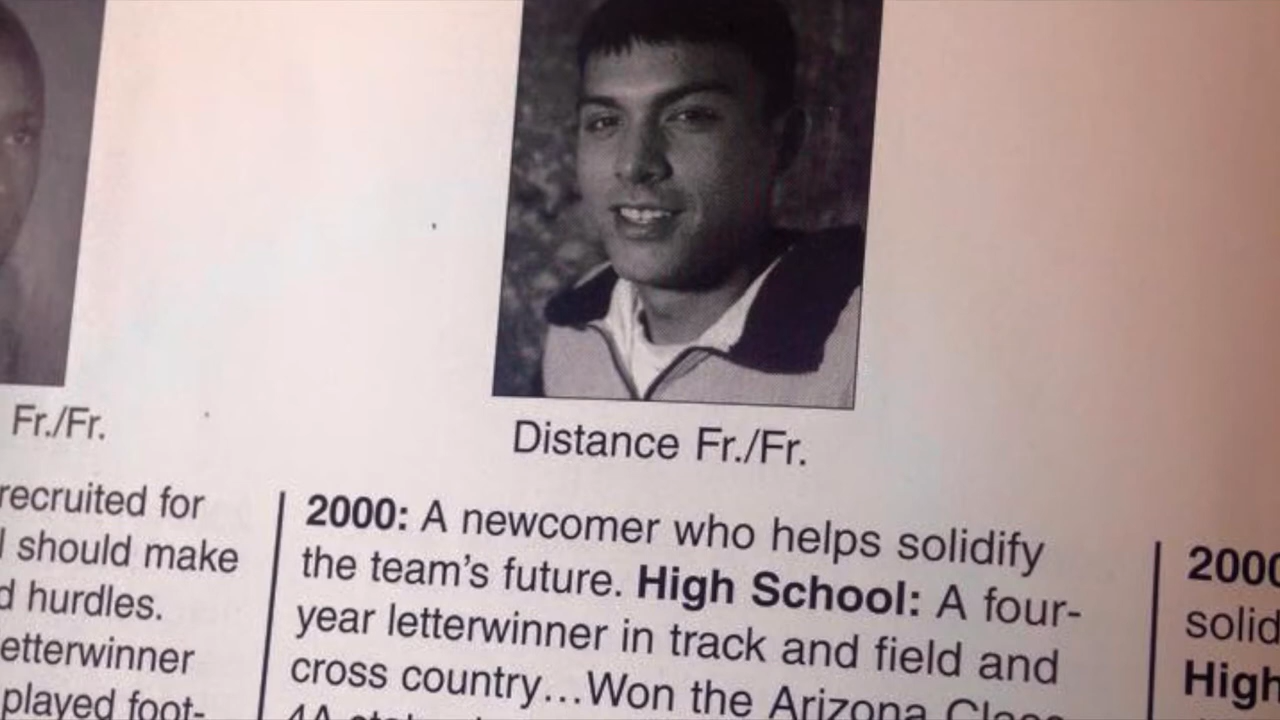 Fr./Fr.
recruited for
should make
hurdles.
etterwinner
played foot-
Distance Fr./Fr.
2000: A newcomer who helps solidify
the team's future. High School: A four-
year letterwinner in track and field and
cross country...Won the Arizona Class
4A
2000
solid
High